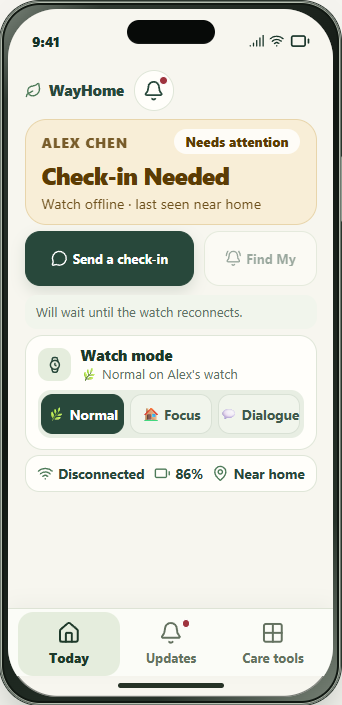 9:41
WayHome
ALEX CHEN
Needs attention
Check-in Needed
Watch offline · last seen near home
Send a check-in
Find My
Will wait until the watch reconnects.
Watch mode
Normal on Alex's watch
Normal
Focus
Dialogue
Disconnected
86%
Near home
Today
Updates
Care tools